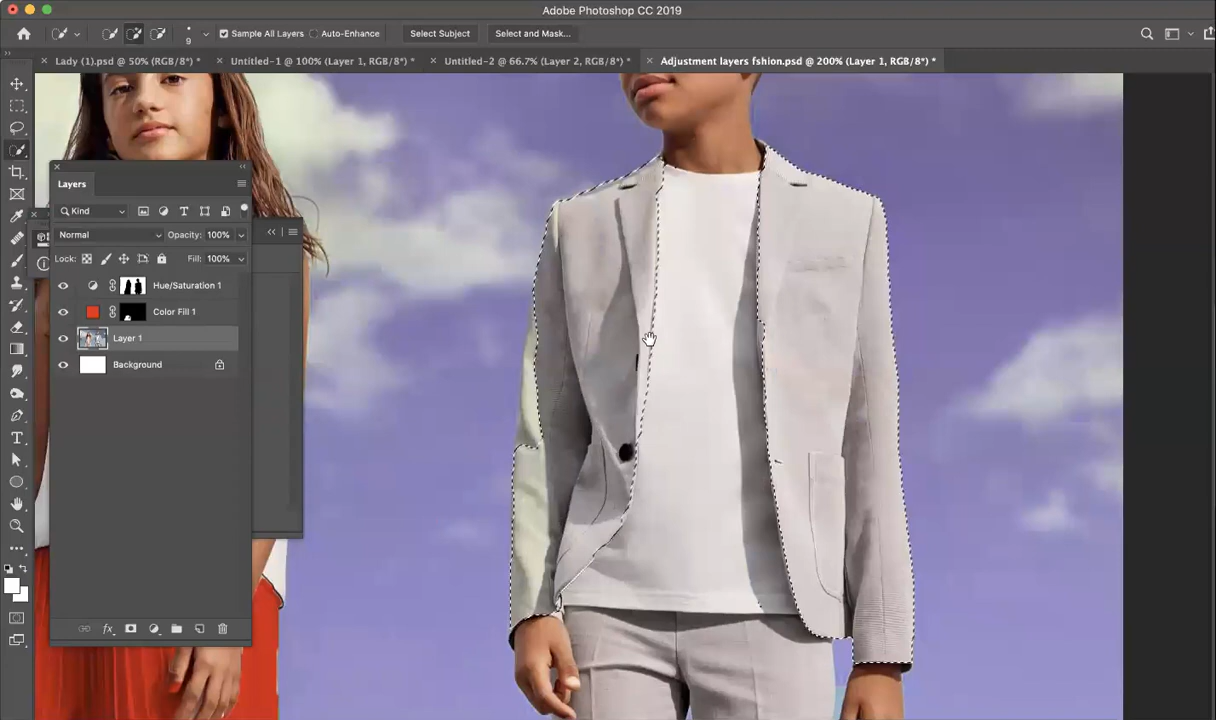 Adobe Photoshop CC 2019
9
Sample All Layers
Auto-Enhance
Select Subject
Select and Mask...
Lady (1).psd @ 50% (RGB/8*) *
Untitled-1 @ 100% (Layer 1, RGB/8*) *
Untitled-2 @ 66.7% (Layer 2, RGB/8*) *
Adjustment layers fshion.psd @ 200% (Layer 1, RGB/8*) *
Layers
Kind
Normal
Opacity: 100%
Lock:
Fill: 100%
Hue/Saturation 1
Color Fill 1
Layer 1
Background
fx